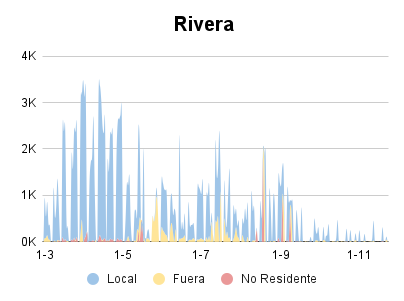 Rivera
4K
3K
2K
1K
0K
1-3
1-5
1-7
1-9
1-11
Local
Fuera
No Residente